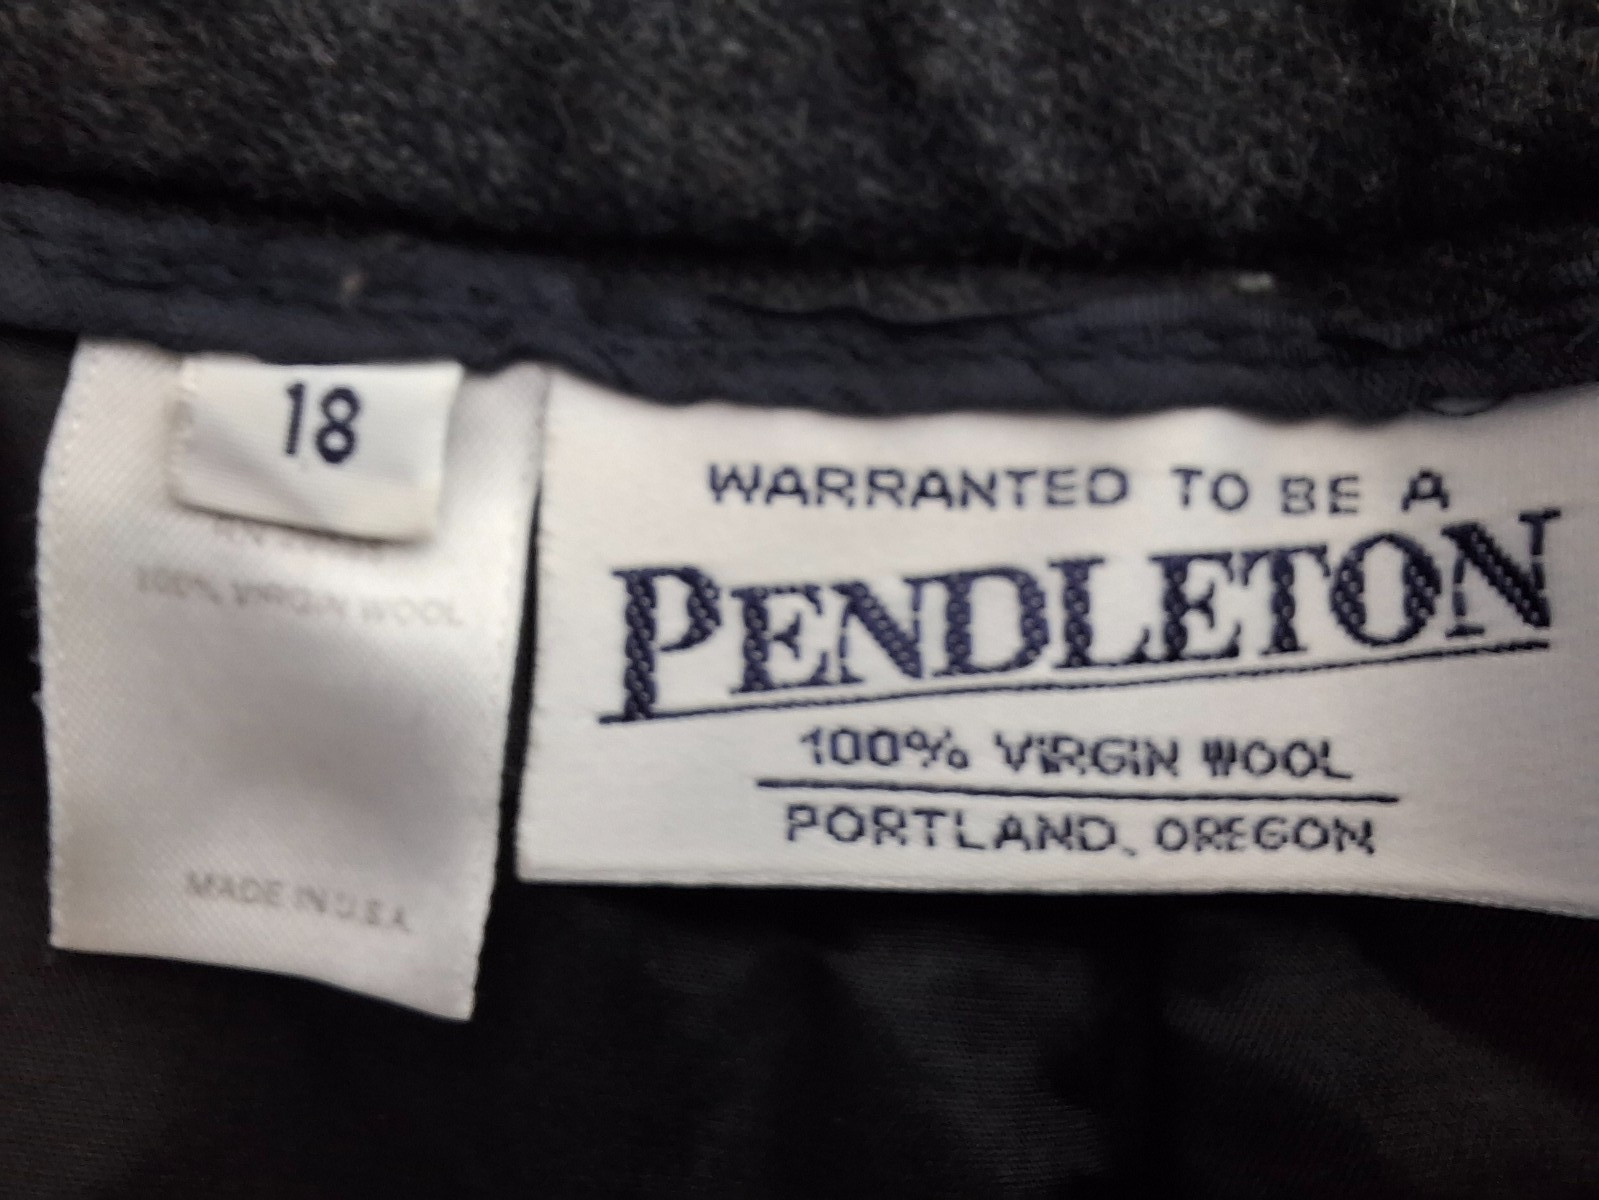 18
100% VIRGIN WOOL
MADE IN U.S.A.
WARRANTED TO BE A
PENDLETON
100% VIRGIN WOOL
PORTLAND, OREGON